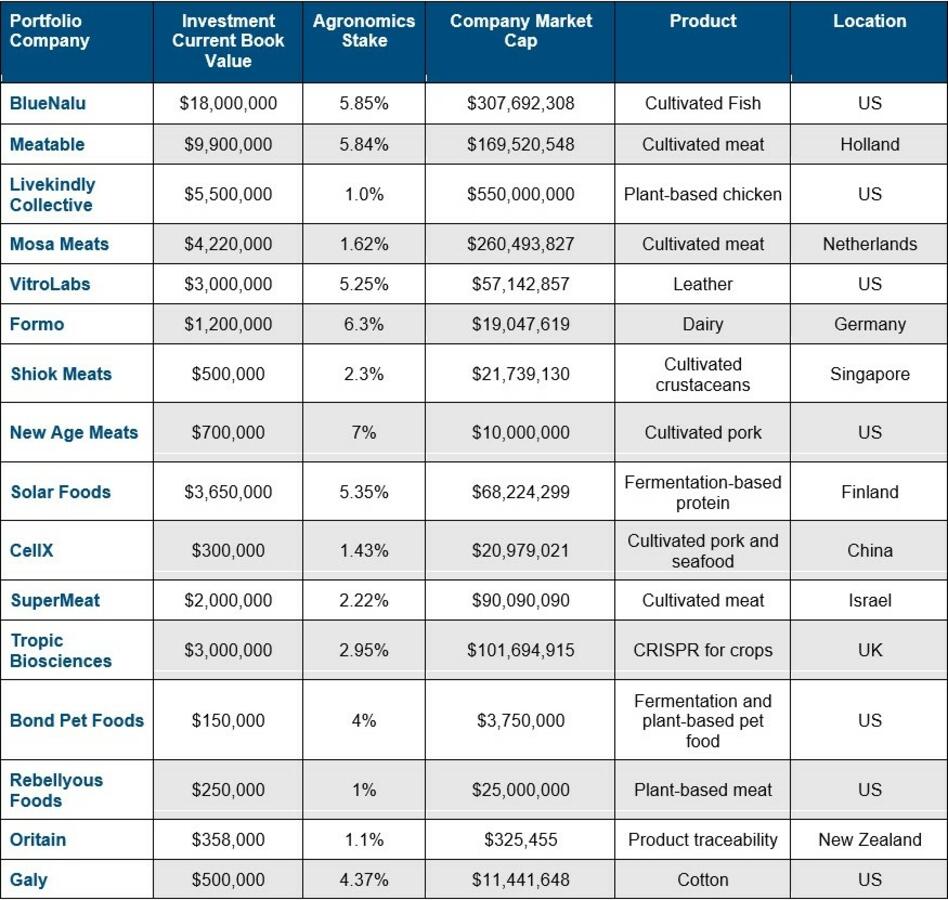 Portfolio Company | Investment Current Book Value | Agronomics Stake | Company Market Cap | Product | Location
BlueNalu | $18,000,000 | 5.85% | $307,692,308 | Cultivated Fish | US
Meatable | $9,900,000 | 5.84% | $169,520,548 | Cultivated meat | Holland
Livekindly Collective | $5,500,000 | 1.0% | $550,000,000 | Plant-based chicken | US
Mosa Meats | $4,220,000 | 1.62% | $260,493,827 | Cultivated meat | Netherlands
VitroLabs | $3,000,000 | 5.25% | $57,142,857 | Leather | US
Formo | $1,200,000 | 6.3% | $19,047,619 | Dairy | Germany
Shiok Meats | $500,000 | 2.3% | $21,739,130 | Cultivated crustaceans | Singapore
New Age Meats | $700,000 | 7% | $10,000,000 | Cultivated pork | US
Solar Foods | $3,650,000 | 5.35% | $68,224,299 | Fermentation-based protein | Finland
CellX | $300,000 | 1.43% | $20,979,021 | Cultivated pork and seafood | China
SuperMeat | $2,000,000 | 2.22% | $90,090,090 | Cultivated meat | Israel
Tropic Biosciences | $3,000,000 | 2.95% | $101,694,915 | CRISPR for crops | UK
Bond Pet Foods | $150,000 | 4% | $3,750,000 | Fermentation and plant-based pet food | US
Rebellyous Foods | $250,000 | 1% | $25,000,000 | Plant-based meat | US
Oritain | $358,000 | 1.1% | $325,455 | Product traceability | New Zealand
Galy | $500,000 | 4.37% | $11,441,648 | Cotton | US